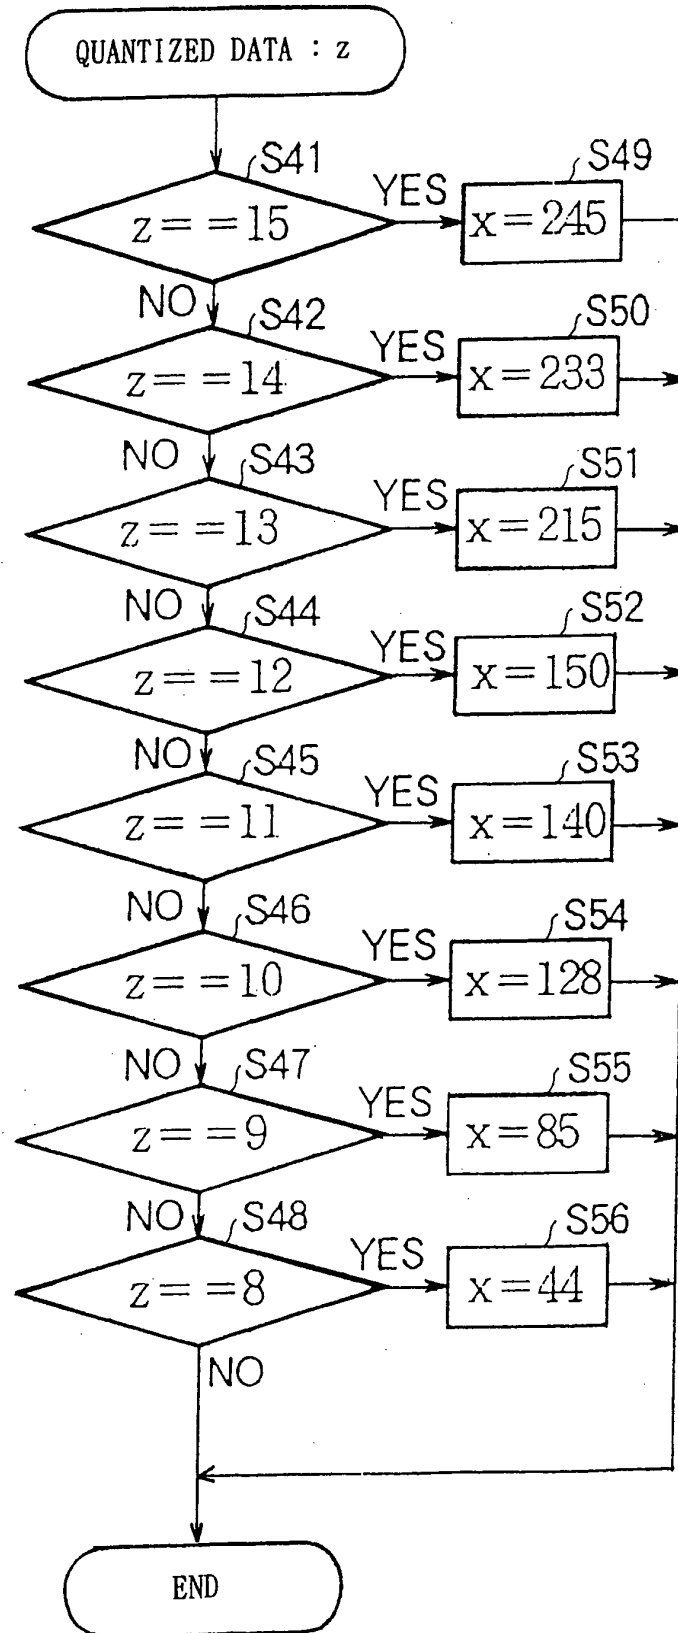 QUANTIZED DATA : z
S41
z==15
YES
S49
x=245
NO
S42
z==14
YES
S50
x=233
NO
S43
z==13
YES
S51
x=215
NO
S44
z==12
YES
S52
x=150
NO
S45
z==11
YES
S53
x=140
NO
S46
z==10
YES
S54
x=128
NO
S47
z==9
YES
S55
x=85
NO
S48
z==8
YES
S56
x=44
NO
END